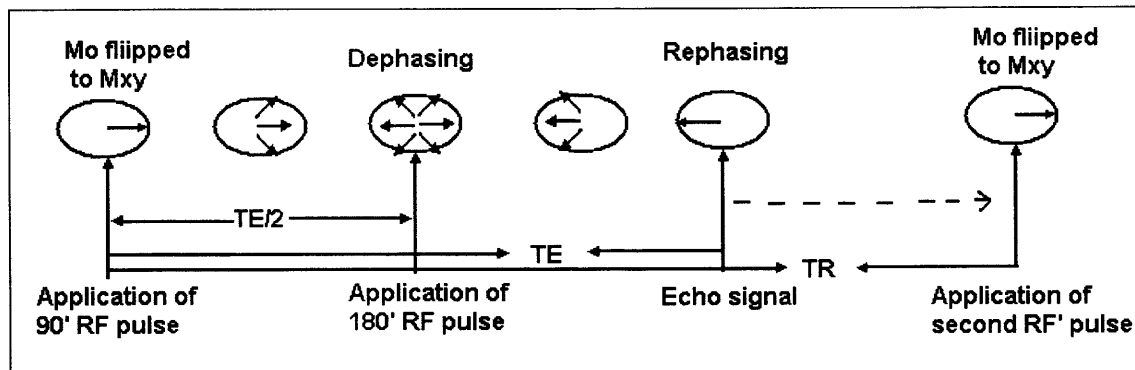 Mo fliipped
to Mxy
Dephasing
Rephasing
Mo flipped
to Mxy
TE/2
TE
TR
Application of
90' RF pulse
Application of
180' RF pulse
Echo signal
Application of
second RF' pulse